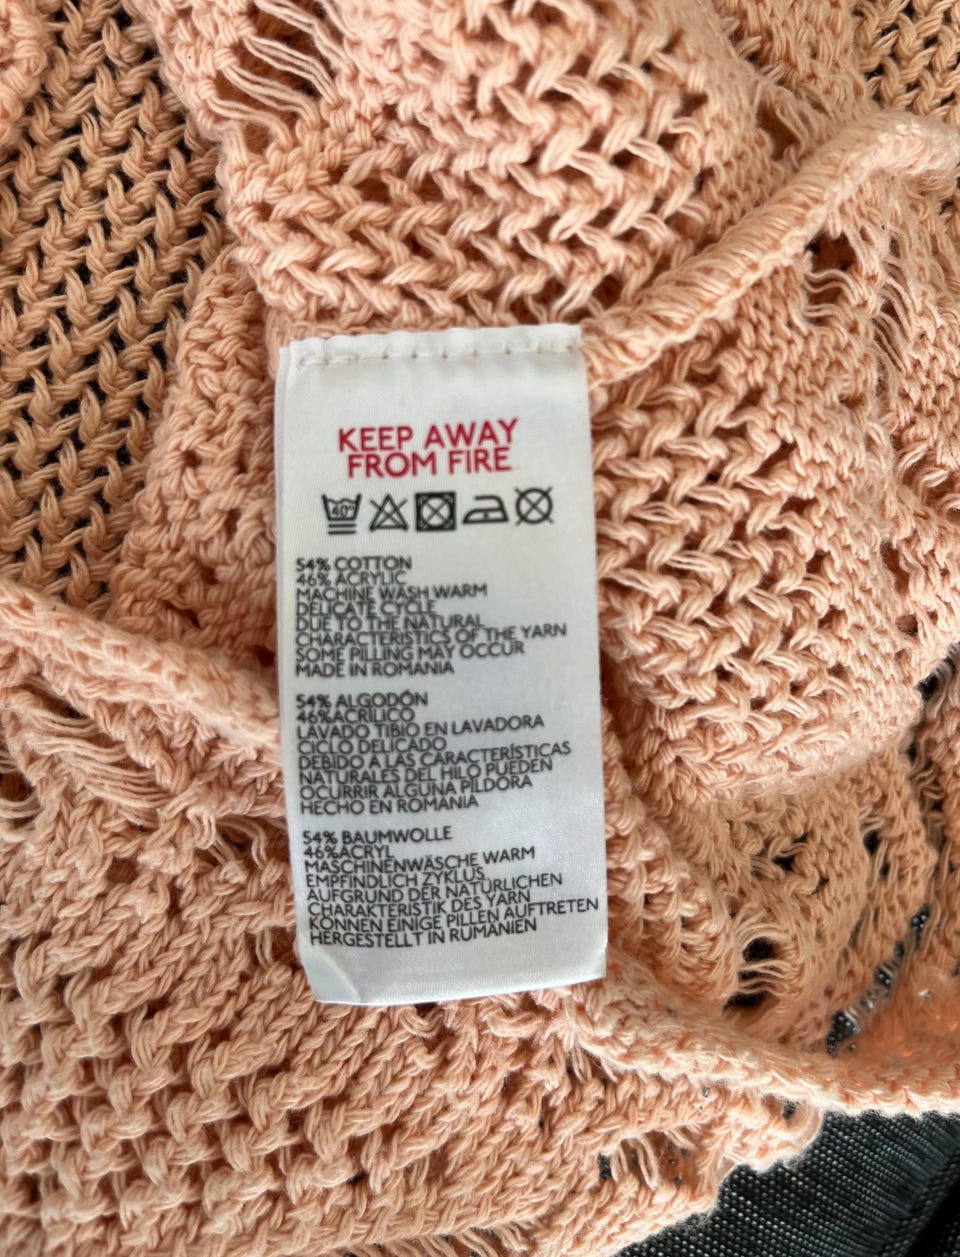 KEEP AWAY
FROM FIRE
40°
54% COTTON
46% ACRYLIC
MACHINE WASH WARM
DELICATE CYCLE
DUE TO THE NATURAL
CHARACTERISTICS OF THE YARN
SOME PILLING MAY OCCUR
MADE IN ROMANIA
54% ALGODÓN
46%ACRÍLICO
LAVADO TIBIO EN LAVADORA
CICLO DELICADO
DEBIDO A LAS CARACTERÍSTICAS
NATURALES DEL HILO PUEDEN
OCURRIR ALGUNA PÍLDORA
HECHO EN ROMANIA
54% BAUMWOLLE
46%ACRYL
MASCHINENWÄSCHE WARM
EMPFINDLICH ZYKLUS
AUFGRUND DER NATÜRLICHEN
CHARAKTERISTIK DES YARN
KÖNNEN EINIGE PILLEN AUFTRETEN
HERGESTELLT IN RUMÄNIEN